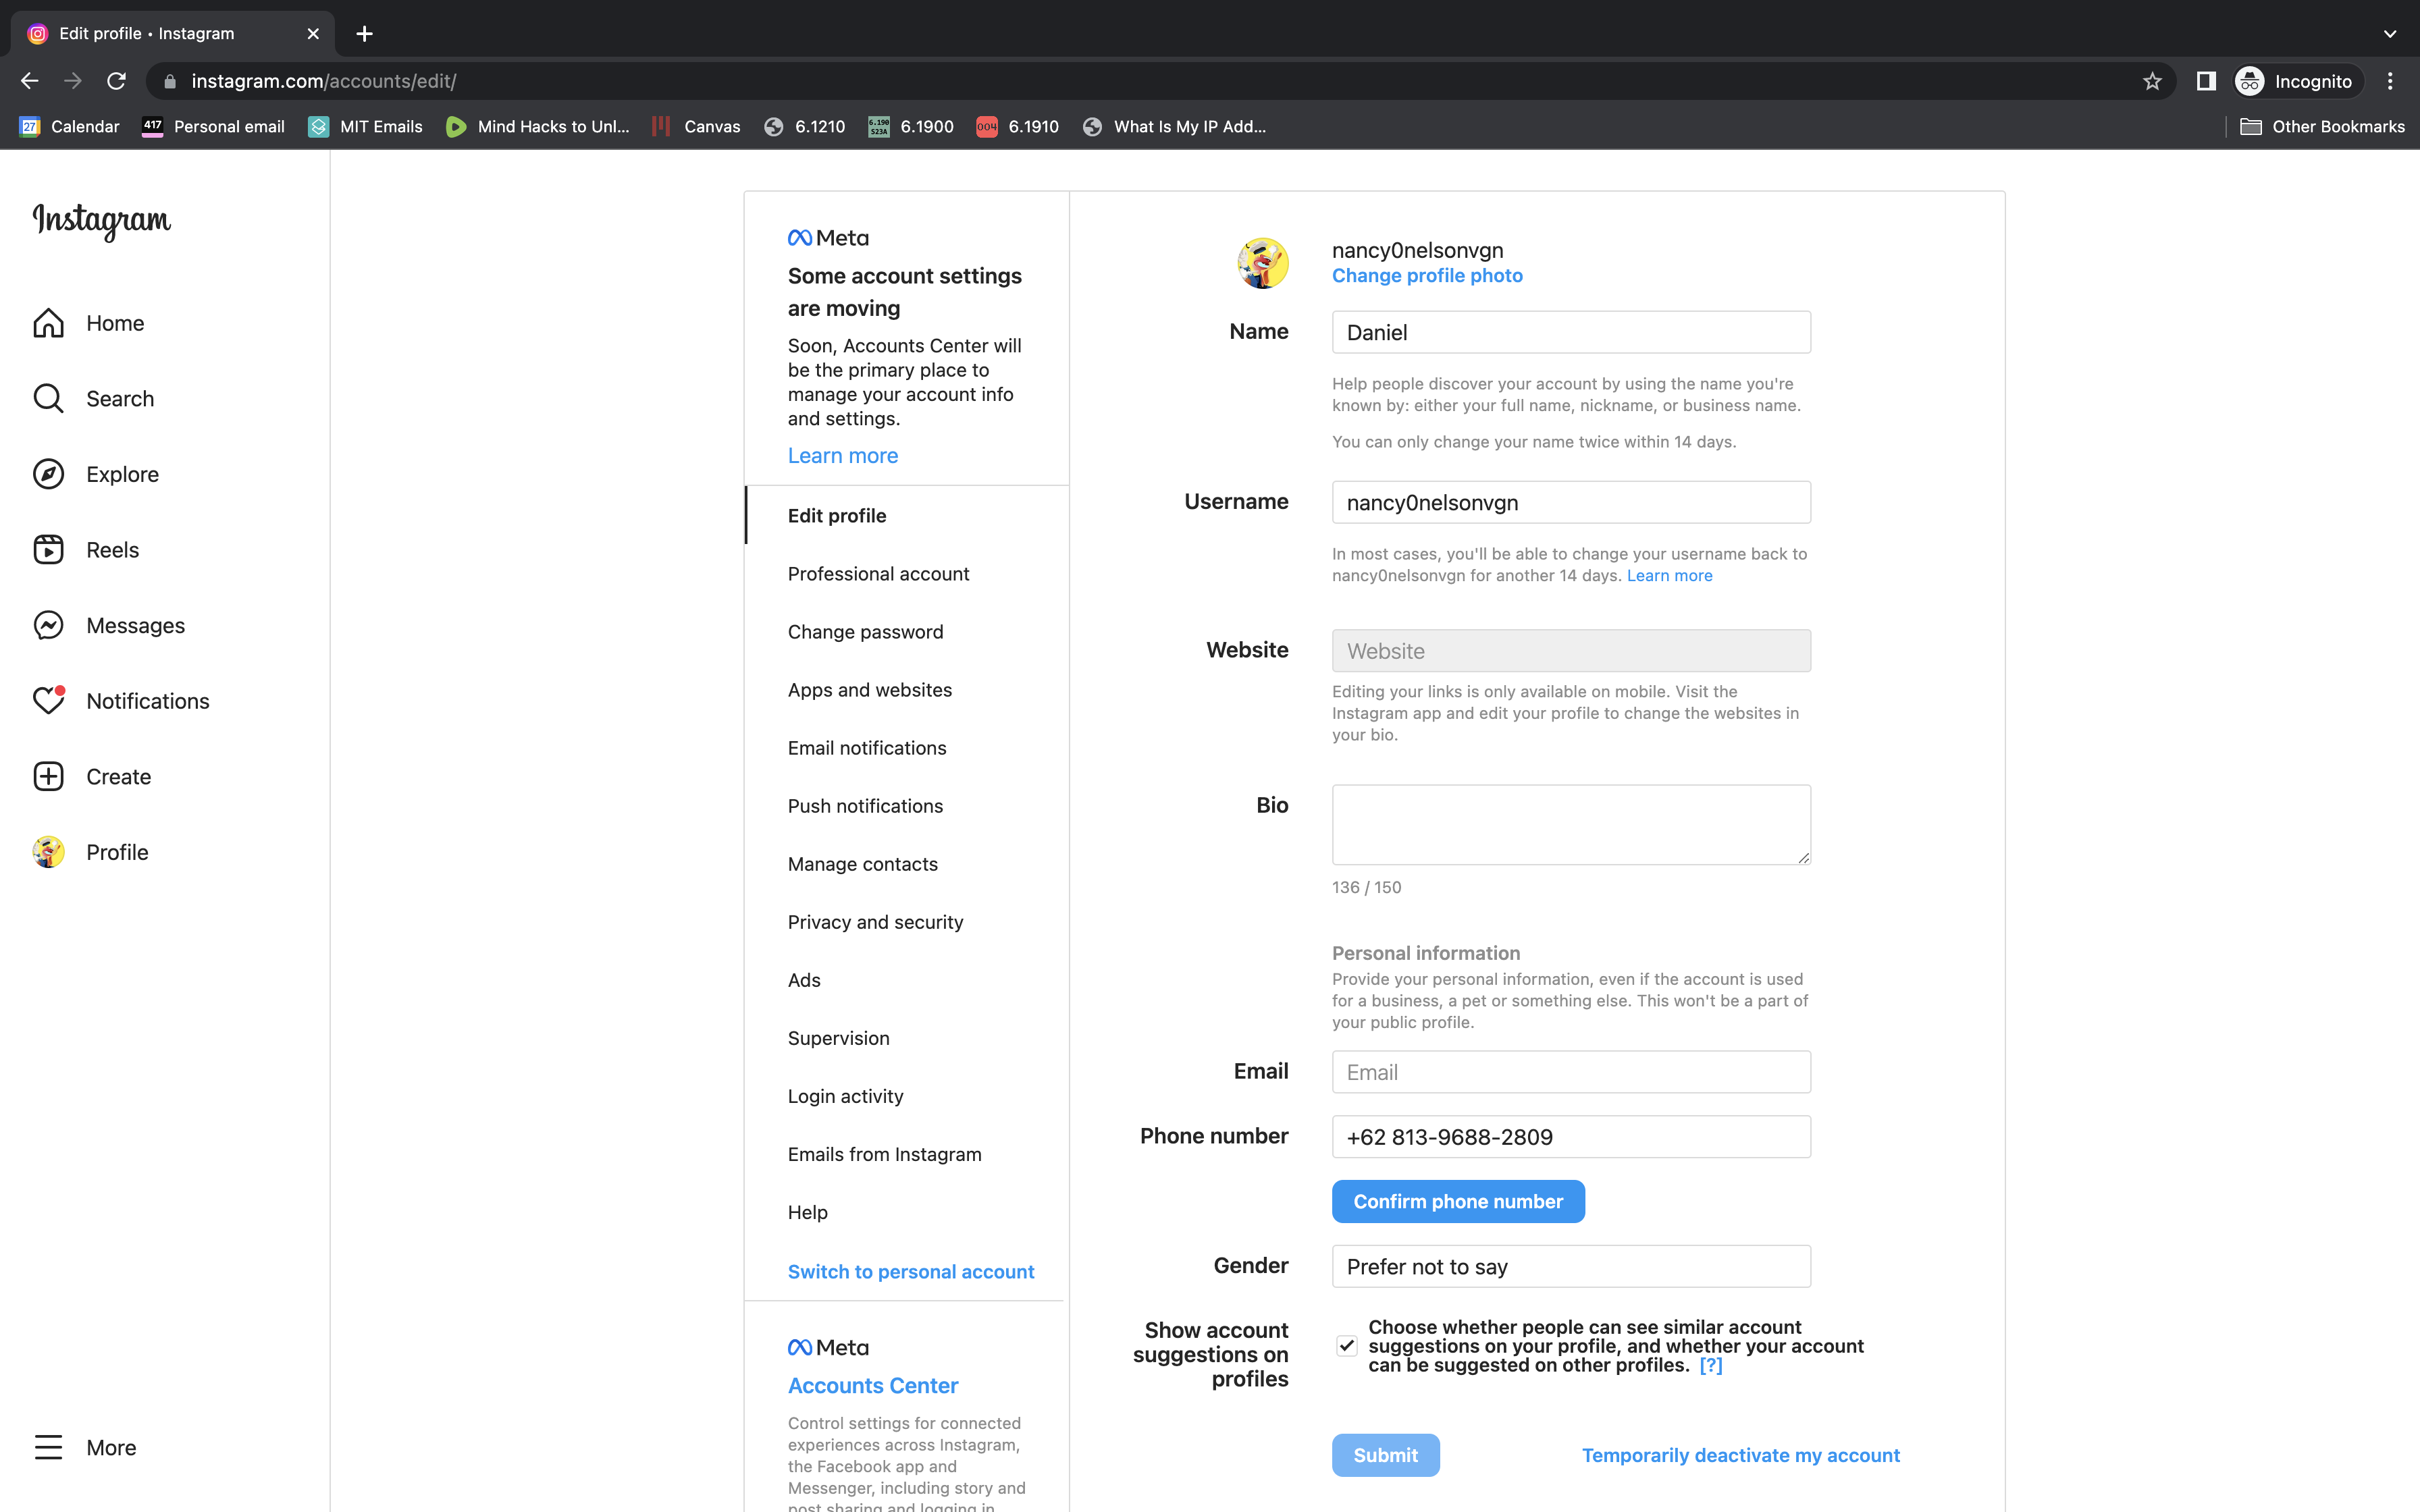 Edit profile • Instagram
instagram.com/accounts/edit/
Incognito
27 Calendar
417 Personal email
MIT Emails
Mind Hacks to Unl...
Canvas
6.1210
6.190 S23A 6.1900
004 6.1910
What Is My IP Add...
Other Bookmarks
Instagram
Home
Search
Explore
Reels
Messages
Notifications
Create
Profile
More
Meta
Some account settings
are moving
Soon, Accounts Center will
be the primary place to
manage your account info
and settings.
Learn more
Edit profile
Professional account
Change password
Apps and websites
Email notifications
Push notifications
Manage contacts
Privacy and security
Ads
Supervision
Login activity
Emails from Instagram
Help
Switch to personal account
Meta
Accounts Center
Control settings for connected
experiences across Instagram,
the Facebook app and
Messenger, including story and
post sharing and logging in.
nancy0nelsonvgn
Change profile photo
Name
Daniel
Help people discover your account by using the name you're
known by: either your full name, nickname, or business name.
You can only change your name twice within 14 days.
Username
nancy0nelsonvgn
In most cases, you'll be able to change your username back to
nancy0nelsonvgn for another 14 days. Learn more
Website
Website
Editing your links is only available on mobile. Visit the
Instagram app and edit your profile to change the websites in
your bio.
Bio
136 / 150
Personal information
Provide your personal information, even if the account is used
for a business, a pet or something else. This won't be a part of
your public profile.
Email
Email
Phone number
+62 813-9688-2809
Confirm phone number
Gender
Prefer not to say
Show account
suggestions on
profiles
Choose whether people can see similar account
suggestions on your profile, and whether your account
can be suggested on other profiles. [?]
Submit
Temporarily deactivate my account